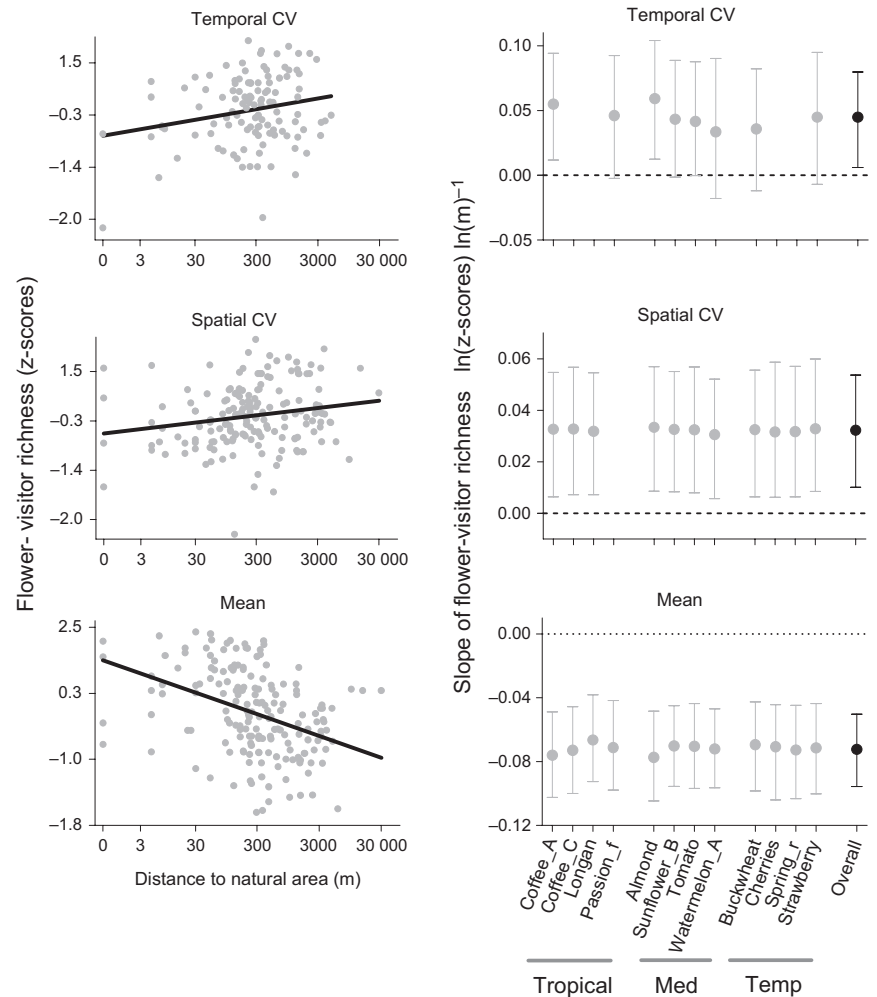 Temporal CV
1.5
–0.3
–1.4
–2.0
0 3 30 300 3000 30 000
Spatial CV
1.5
–0.3
–1.4
–2.0
0 3 30 300 3000 30 000
Mean
2.5
0.3
–1.0
–1.8
0 3 30 300 3000 30 000
Distance to natural area (m)
Flower- visitor richness (z-scores)
Temporal CV
0.10
0.05
0.00
–0.05
Spatial CV
0.06
0.04
0.02
0.00
Mean
0.00
–0.04
–0.08
–0.12
Slope of flower-visitor richness ln(z-scores) ln(m)⁻¹
Coffee_A
Coffee_C
Longan
Passion_f
Almond
Sunflower_B
Tomato
Watermelon_A
Buckwheat
Cherries
Spring_r
Strawberry
Overall
Tropical Med Temp